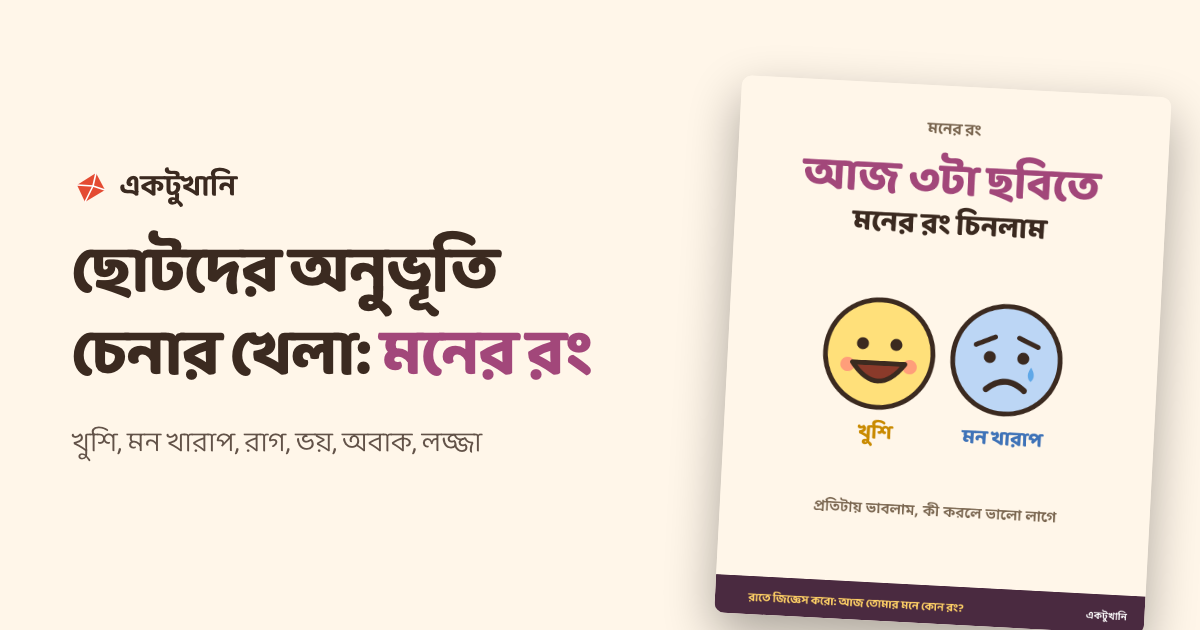 একটুখানি
ছোটদের অনুভূতি
চেনার খেলা: মনের রং
খুশি, মন খারাপ, রাগ, ভয়, অবাক, লজ্জা
মনের রং
আজ ৩টা ছবিতে
মনের রং চিনলাম
খুশি
মন খারাপ
প্রতিটায় ভাবলাম, কী করলে ভালো লাগে
রাতে জিজ্ঞেস করো: আজ তোমার মনে কোন রং?
একটুখানি